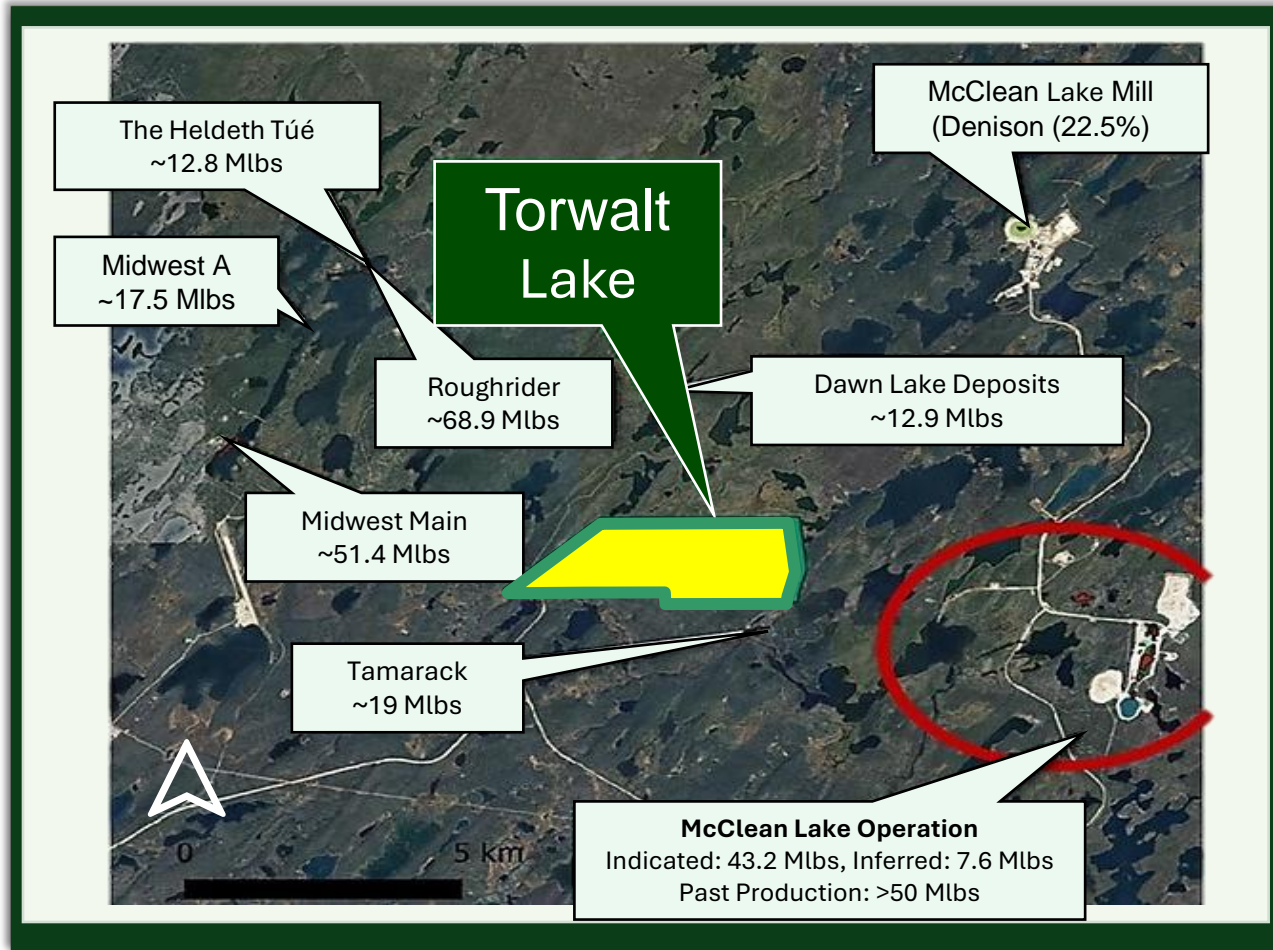 McClean Lake Mill
(Denison (22.5%)
The Heldeth Túé
~12.8 Mlbs
Torwalt
Lake
Midwest A
~17.5 Mlbs
Roughrider
~68.9 Mlbs
Dawn Lake Deposits
~12.9 Mlbs
Midwest Main
~51.4 Mlbs
Tamarack
~19 Mlbs
McClean Lake Operation
Indicated: 43.2 Mlbs, Inferred: 7.6 Mlbs
Past Production: >50 Mlbs
0 5 km